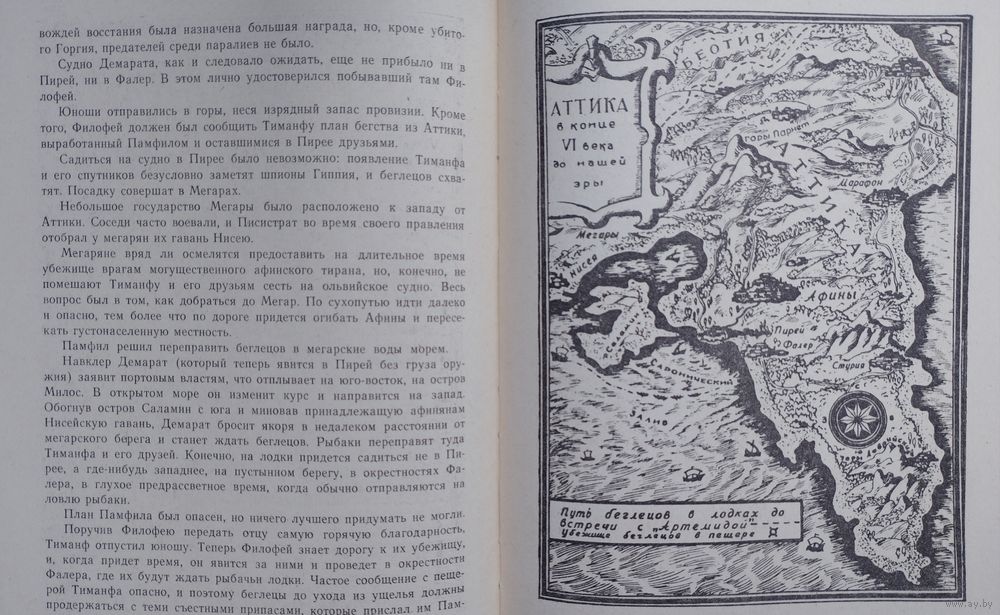 вождей восстания была назначена большая награда, но, кроме убито-
го Горгия, предателей среди паралиев не было.
Судно Демарата, как и следовало ожидать, еще не прибыло ни в
Пирей, ни в Фалер. В этом лично удостоверился побывавший там Фи-
лофей.
Юноши отправились в горы, неся изрядный запас провизии. Кроме
того, Филофей должен был сообщить Тиманфу план бегства из Аттики,
выработанный Памфилом и оставшимися в Пирее друзьями.
Садиться на судно в Пирее было невозможно: появление Тиманфа
и его спутников безусловно заметят шпионы Гиппия, и беглецов схва-
тят. Посадку совершат в Мегарах.
Небольшое государство Мегары было расположено к западу от
Аттики. Соседи часто воевали, и Писистрат во время своего правления
отобрал у мегарян их гавань Нисею.
Мегаряне вряд ли осмелятся предоставить на длительное время
убежище врагам могущественного афинского тирана, но, конечно, не
помешают Тиманфу и его друзьям сесть на ольвийское судно. Весь
вопрос был в том, как добраться до Мегар. По сухопутью идти далеко
и опасно, тем более что по дороге придется огибать Афины и пересе-
кать густонаселенную местность.
Памфил решил переправить беглецов в мегарские воды морем.
Навклер Демарат (который теперь явится в Пирей без груза ору-
жия) заявит портовым властям, что отплывает на юго-восток, на остров
Милос. В открытом море он изменит курс и направится на запад.
Обогнув остров Саламин с юга и миновав принадлежащую афинянам
Нисейскую гавань, Демарат бросит якоря в недалеком расстоянии от
мегарского берега и станет ждать беглецов. Рыбаки переправят туда
Тиманфа и его друзей. Конечно, на лодки придется садиться не в Пи-
рее, а где-нибудь западнее, на пустынном берегу, в окрестностях Фа-
лера, в глухое предрассветное время, когда обычно отправляются на
ловлю рыбаки.
План Памфила был опасен, но ничего лучшего придумать не могли.
Поручив Филофею передать отцу самую горячую благодарность,
Тиманф отпустил юношу. Теперь Филофей знает дорогу к их убежищу,
и, когда придет время, он явится за ними и проведет в окрестности
Фалера, где их будут ждать рыбачьи лодки. Частое сообщение с пеще-
рой Тиманфа опасно, и поэтому беглецы до ухода из ущелья должны
продержаться с теми съестными припасами, которые прислал им Пам-
БЕОТИЯ
АТТИКА
в конце
VI века
до нашей
эры
горы Парнет
АТТИКА
Марафон
Мегары
Нисея
Афины
Пирей
Фалер
Стурия
Саронический
залив
горы
Путь беглецов в лодках до
встречи с "Артемидой"
Убежище беглецов в пещере
www.ay.by